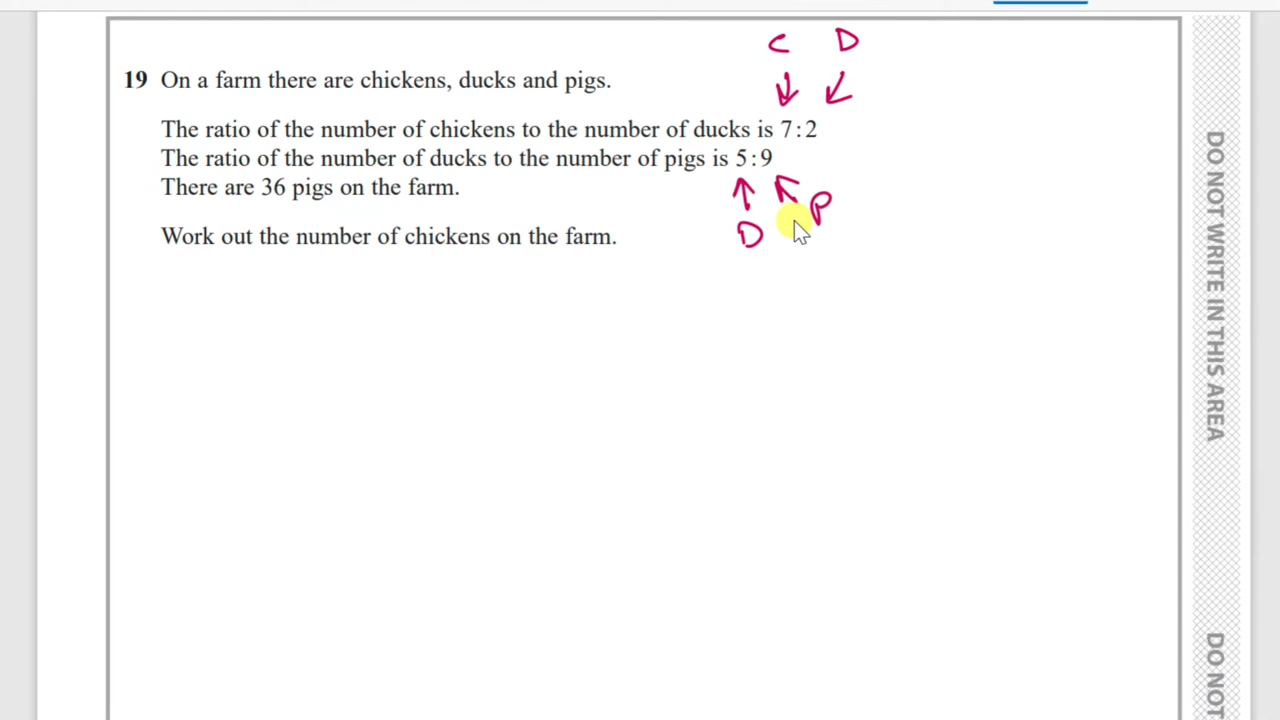 C D
19 On a farm there are chickens, ducks and pigs.
The ratio of the number of chickens to the number of ducks is 7 : 2
The ratio of the number of ducks to the number of pigs is 5 : 9
There are 36 pigs on the farm.
D P
Work out the number of chickens on the farm.
DO NOT WRITE IN THIS AREA
DO NOT